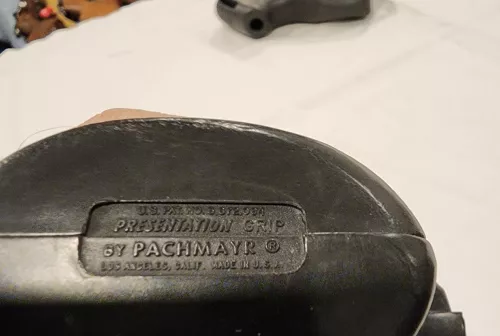 U.S. PAT. NO.
PRESENTATION GRIP
BY PACHMAYR ®
LOS ANGELES, CALIF. MADE IN U.S.A.